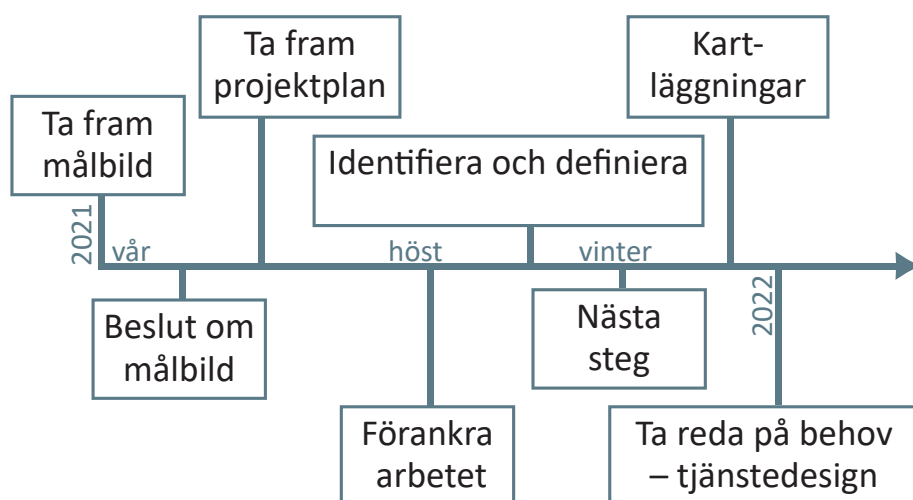 Ta fram
projektplan
Kart-
läggningar
Ta fram
målbild
Identifiera och definiera
2021
vår
höst
vinter
Beslut om
målbild
Nästa
steg
2022
Förankra
arbetet
Ta reda på behov
– tjänstedesign